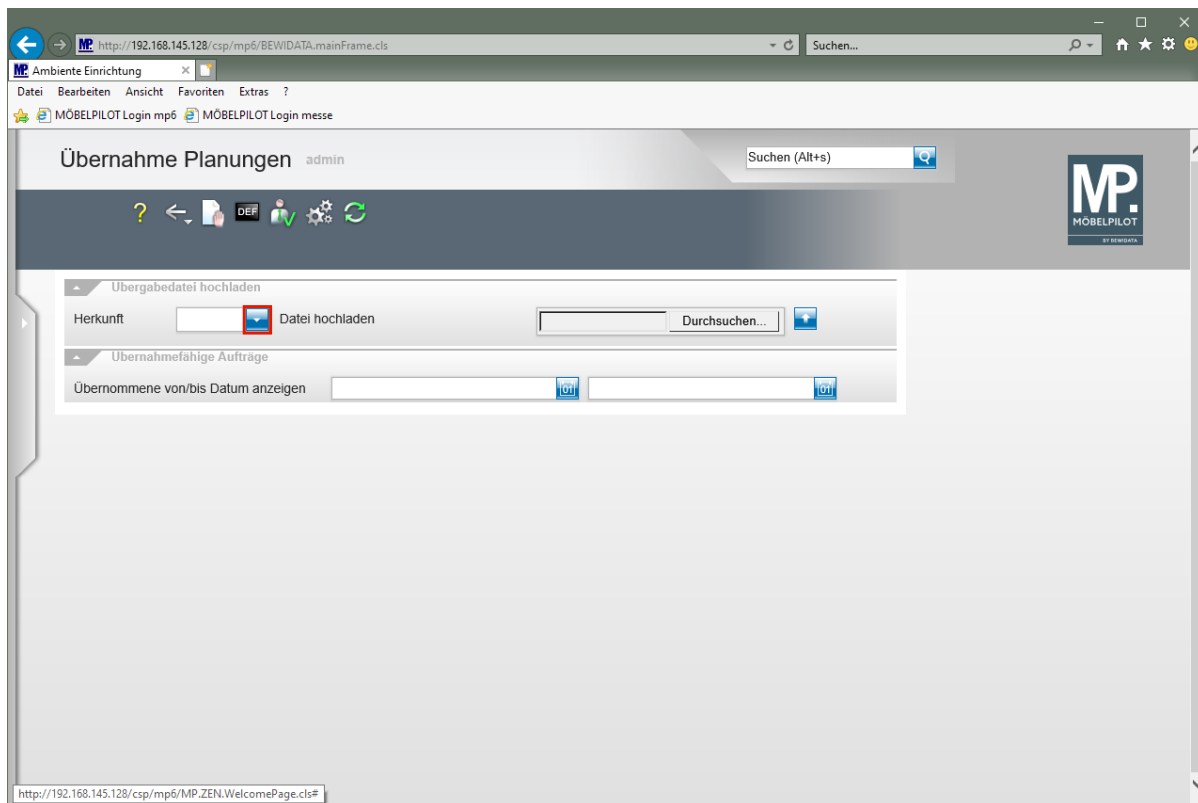 http://192.168.145.128/csp/mp6/BEWIDATA.mainFrame.cls
Suchen...
MP. Ambiente Einrichtung
Datei Bearbeiten Ansicht Favoriten Extras ?
MÖBELPILOT Login mp6 MÖBELPILOT Login messe
Übernahme Planungen admin
Suchen (Alt+s)
MP.
MÖBELPILOT
BY BEWIDATA
? DEF
Übergabedatei hochladen
Herkunft Datei hochladen Durchsuchen...
Übernahmefähige Aufträge
Übernommene von/bis Datum anzeigen
http://192.168.145.128/csp/mp6/MP.ZEN.WelcomePage.cls#